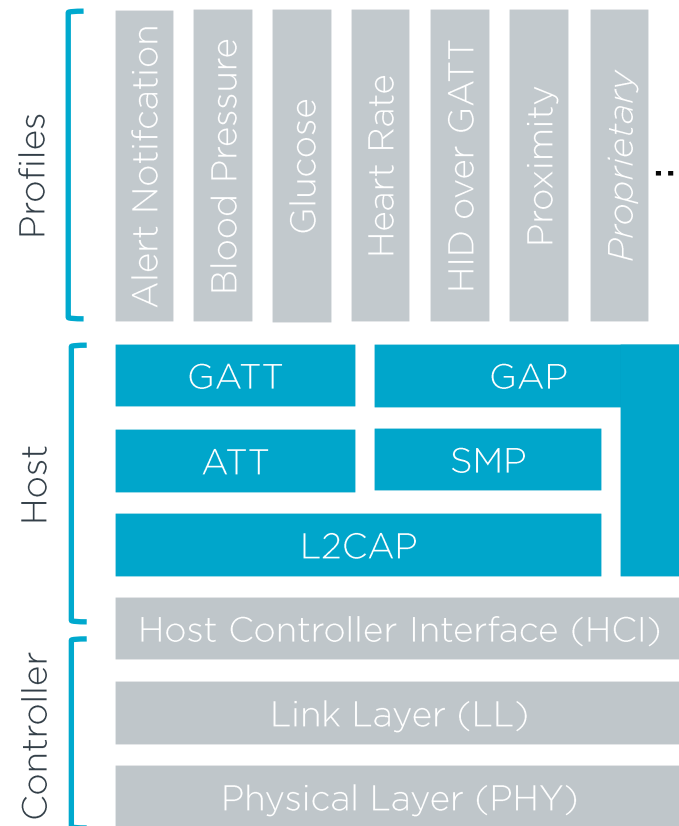 Profiles
Alert Notifcation
Blood Pressure
Glucose
Heart Rate
HID over GATT
Proximity
Proprietary
..
Host
GATT
GAP
ATT
SMP
L2CAP
Host Controller Interface (HCI)
Controller
Link Layer (LL)
Physical Layer (PHY)